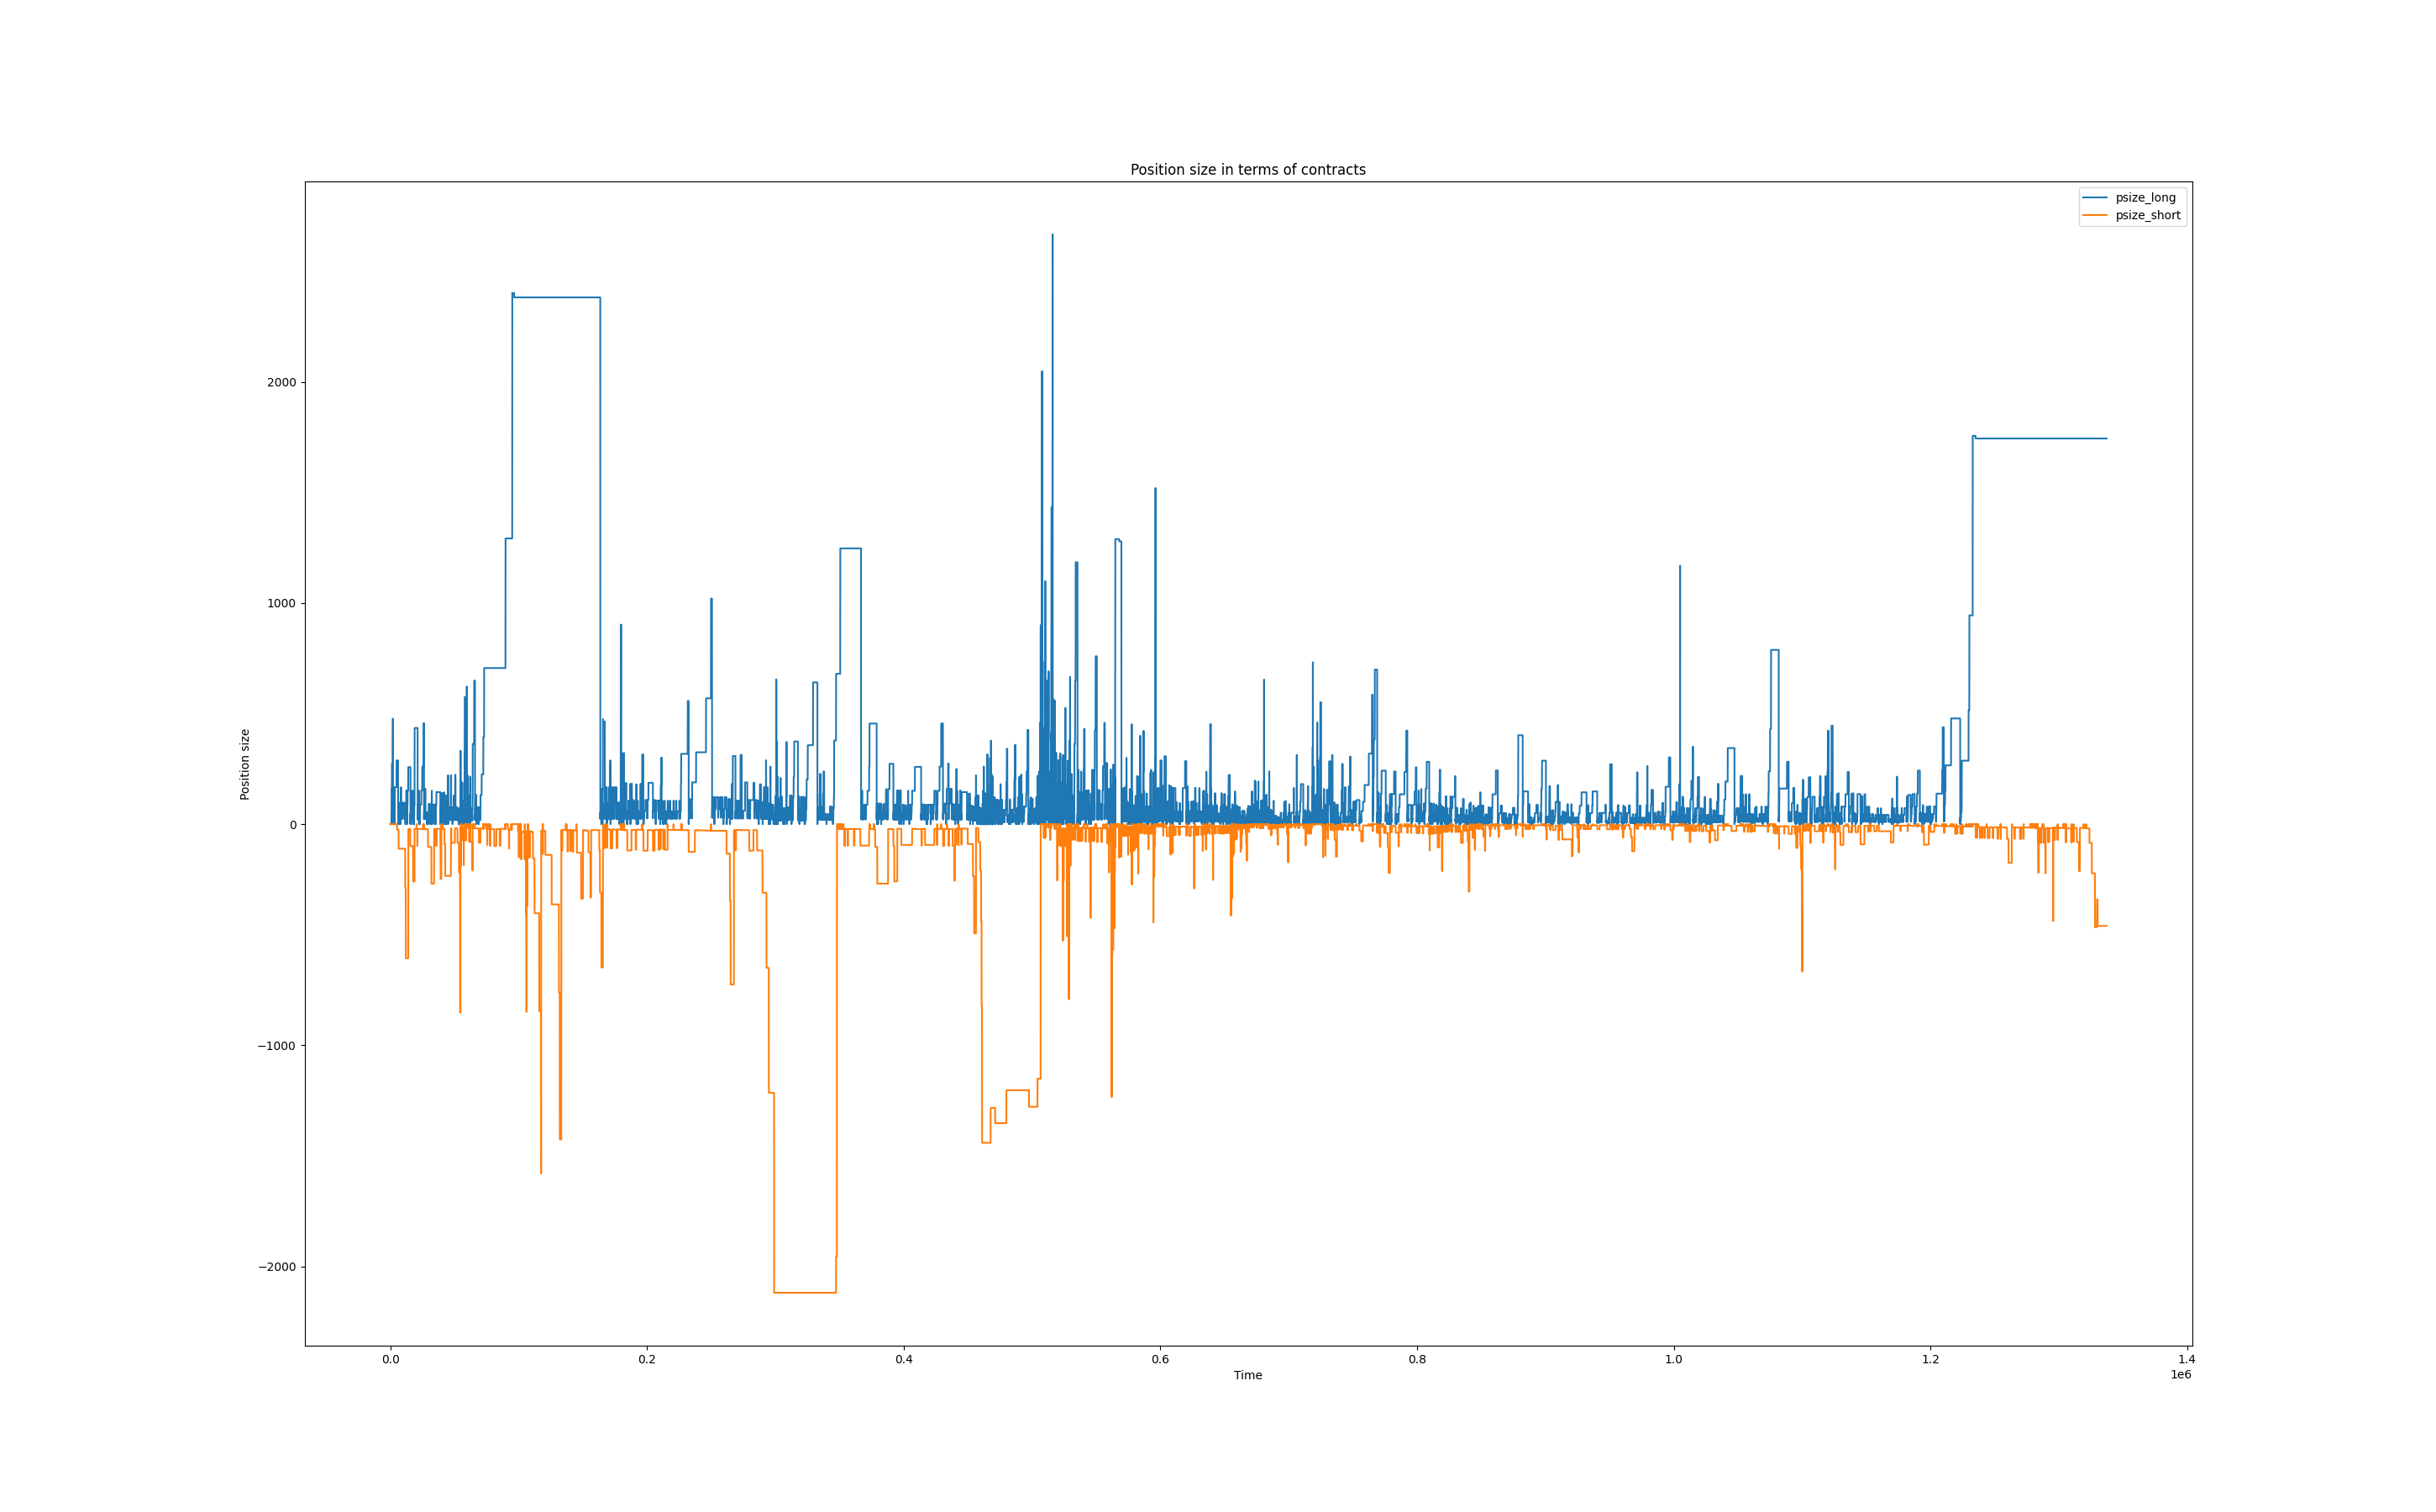 Position size in terms of contracts
psize_long
psize_short
Position size
2000
1000
0
−1000
−2000
0.0
0.2
0.4
0.6
0.8
1.0
1.2
1.4
Time
1e6